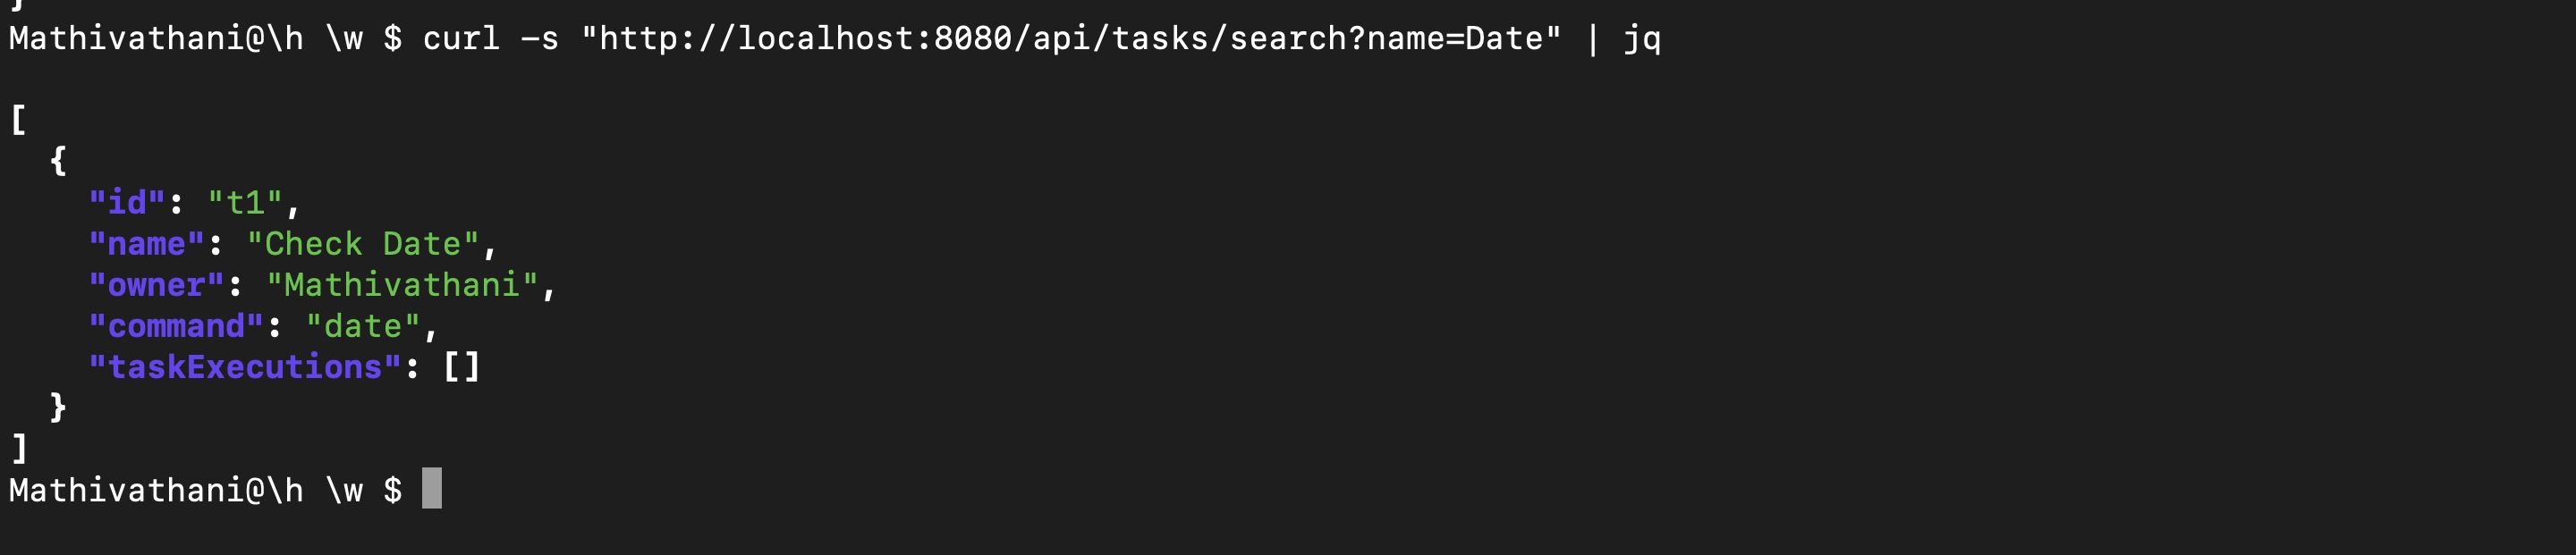 }
Mathivathani@\h \w $ curl -s "http://localhost:8080/api/tasks/search?name=Date" | jq
[
  {
    "id": "t1",
    "name": "Check Date",
    "owner": "Mathivathani",
    "command": "date",
    "taskExecutions": []
  }
]
Mathivathani@\h \w $